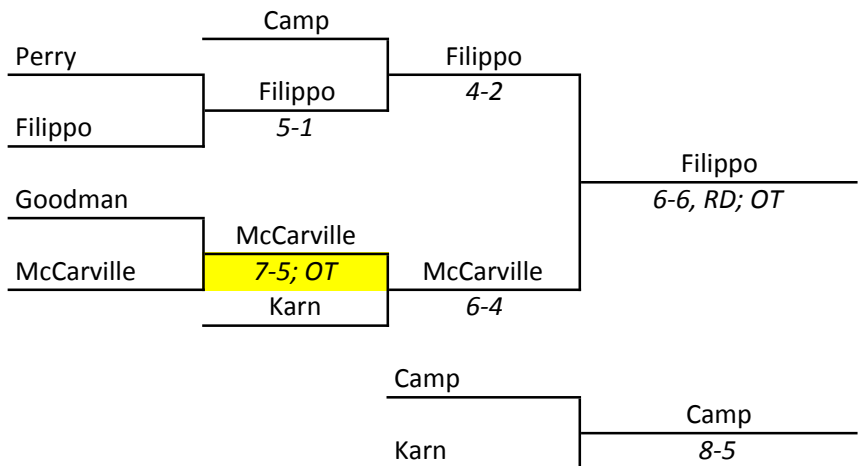 Camp
Perry
Filippo
Filippo
4-2
Filippo
5-1
Filippo
6-6, RD; OT
Goodman
McCarville
7-5; OT
McCarville
McCarville
6-4
Karn
Camp
Camp
8-5
Karn